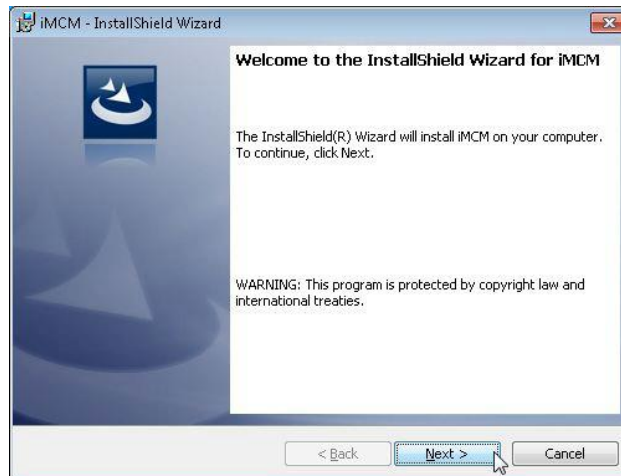 iMCM - InstallShield Wizard
Welcome to the InstallShield Wizard for iMCM
The InstallShield(R) Wizard will install iMCM on your computer.
To continue, click Next.
WARNING: This program is protected by copyright law and
international treaties.
< Back
Next >
Cancel